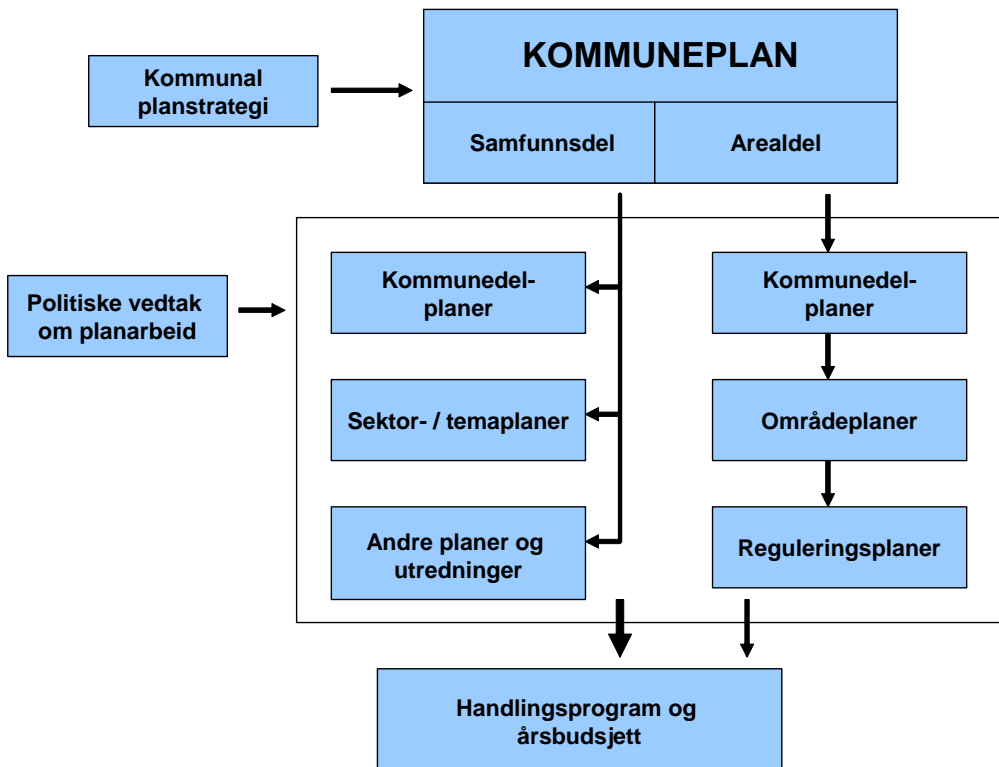 KOMMUNEPLAN
Kommunal
planstrategi
Samfunnsdel
Arealdel
Politiske vedtak
om planarbeid
Kommunedel-
planer
Kommunedel-
planer
Sektor- / temaplaner
Områdeplaner
Andre planer og
utredninger
Reguleringsplaner
Handlingsprogram og
årsbudsjett